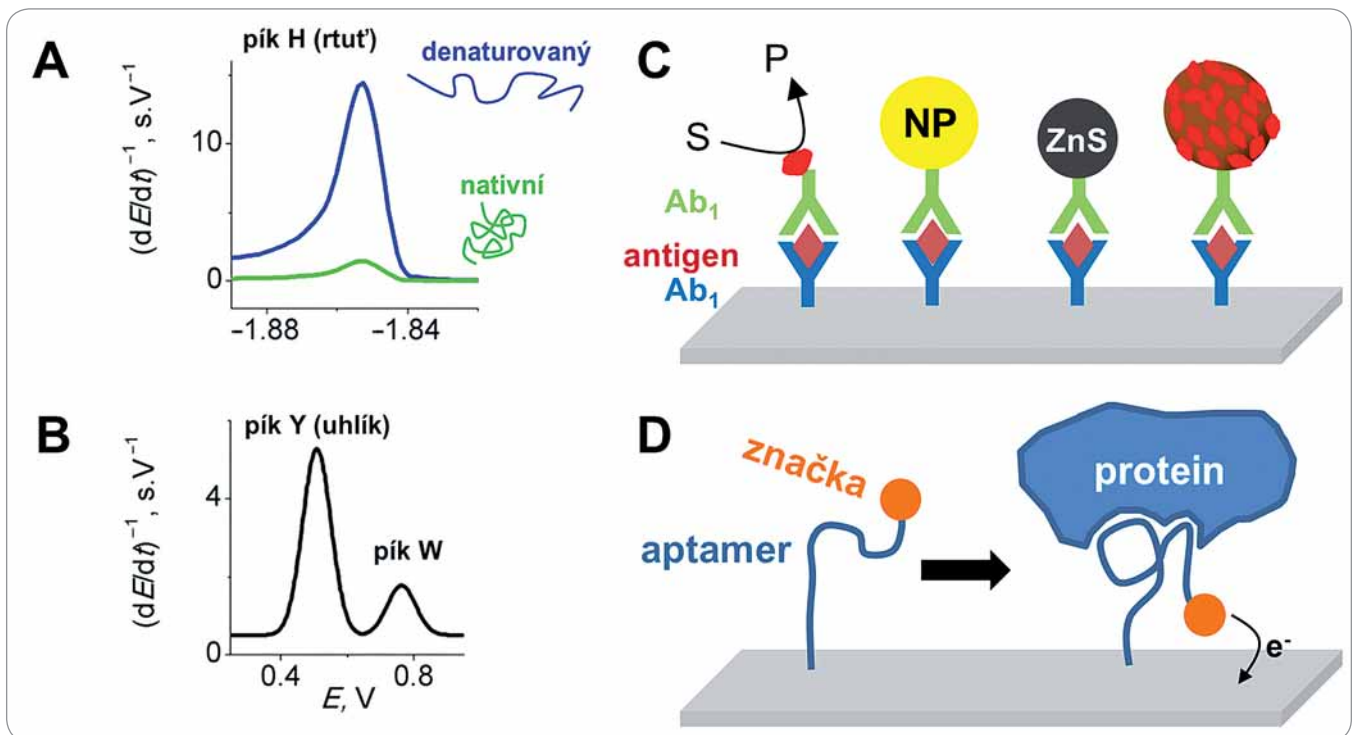 A
pík H (rtuť)
denaturovaný
nativní
(dE/dt)⁻¹, s.V⁻¹
10
0
−1.88
−1.84
B
pík Y (uhlík)
pík W
(dE/dt)⁻¹, s.V⁻¹
4
0
0.4
0.8
E, V
C
P
S
NP
ZnS
Ab₁
antigen
Ab₁
D
značka
aptamer
protein
e⁻